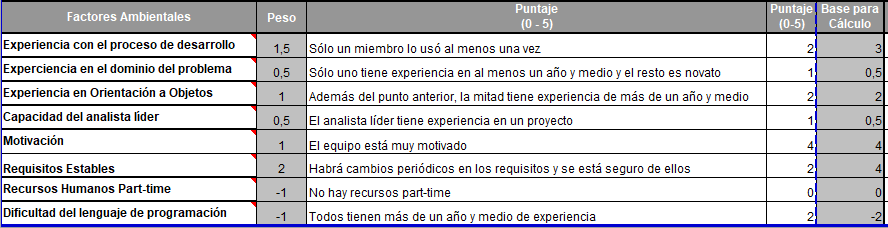 Factores Ambientales Peso Puntaje (0 - 5) Puntaje (0-5) Base para Cálculo
Experiencia con el proceso de desarrollo 1,5 Sólo un miembro lo usó al menos una vez 2 3
Experciencia en el dominio del problema 0,5 Sólo uno tiene experiencia en al menos un año y medio y el resto es novato 1 0,5
Experiencia en Orientación a Objetos 1 Además del punto anterior, la mitad tiene experiencia de más de un año y medio 2 2
Capacidad del analista líder 0,5 El analista líder tiene experiencia en un proyecto 1 0,5
Motivación 1 El equipo está muy motivado 4 4
Requisitos Estables 2 Habrá cambios periódicos en los requisitos y se está seguro de ellos 2 4
Recursos Humanos Part-time -1 No hay recursos part-time 0 0
Dificultad del lenguaje de programación -1 Todos tienen más de un año y medio de experiencia 2 -2